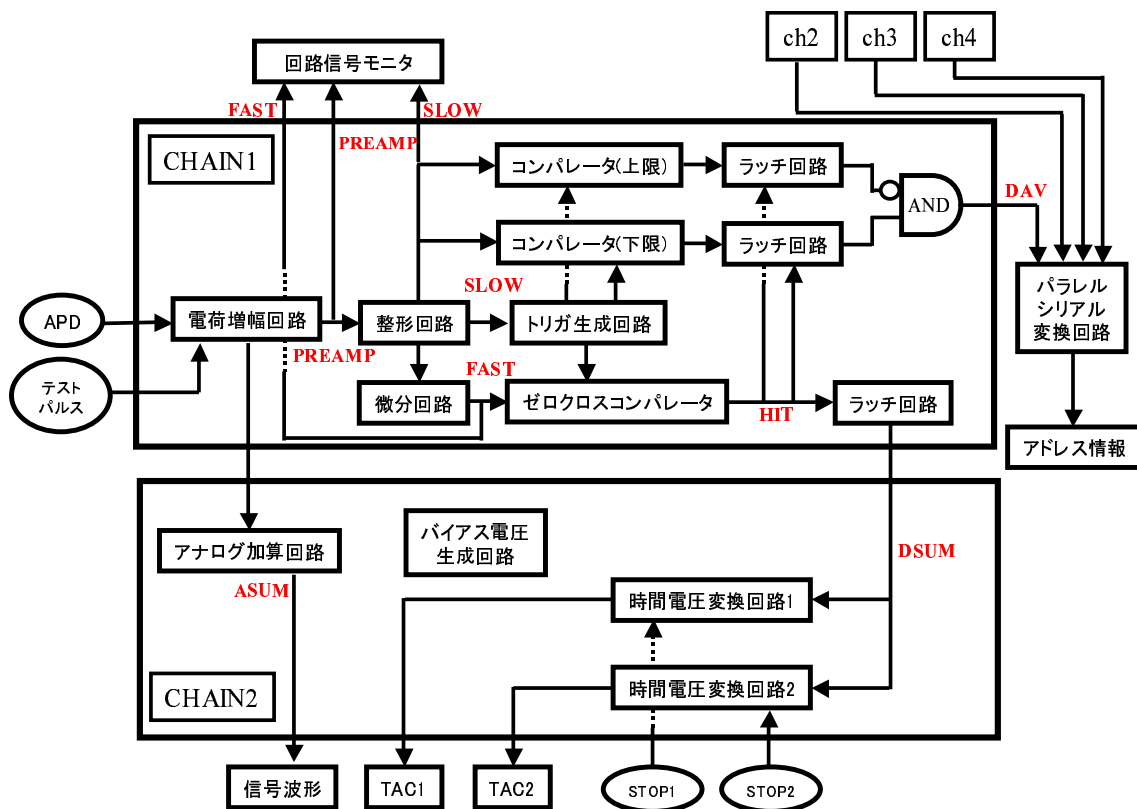 ch2
ch3
ch4
回路信号モニタ
FAST
SLOW
PREAMP
CHAIN1
コンパレータ(上限)
ラッチ回路
AND
DAV
コンパレータ(下限)
ラッチ回路
SLOW
パラレル
シリアル
変換回路
APD
電荷増幅回路
整形回路
トリガ生成回路
PREAMP
FAST
テスト
パルス
微分回路
ゼロクロスコンパレータ
HIT
ラッチ回路
アドレス情報
バイアス電圧
生成回路
アナログ加算回路
DSUM
ASUM
時間電圧変換回路1
時間電圧変換回路2
CHAIN2
信号波形
TAC1
TAC2
STOP1
STOP2